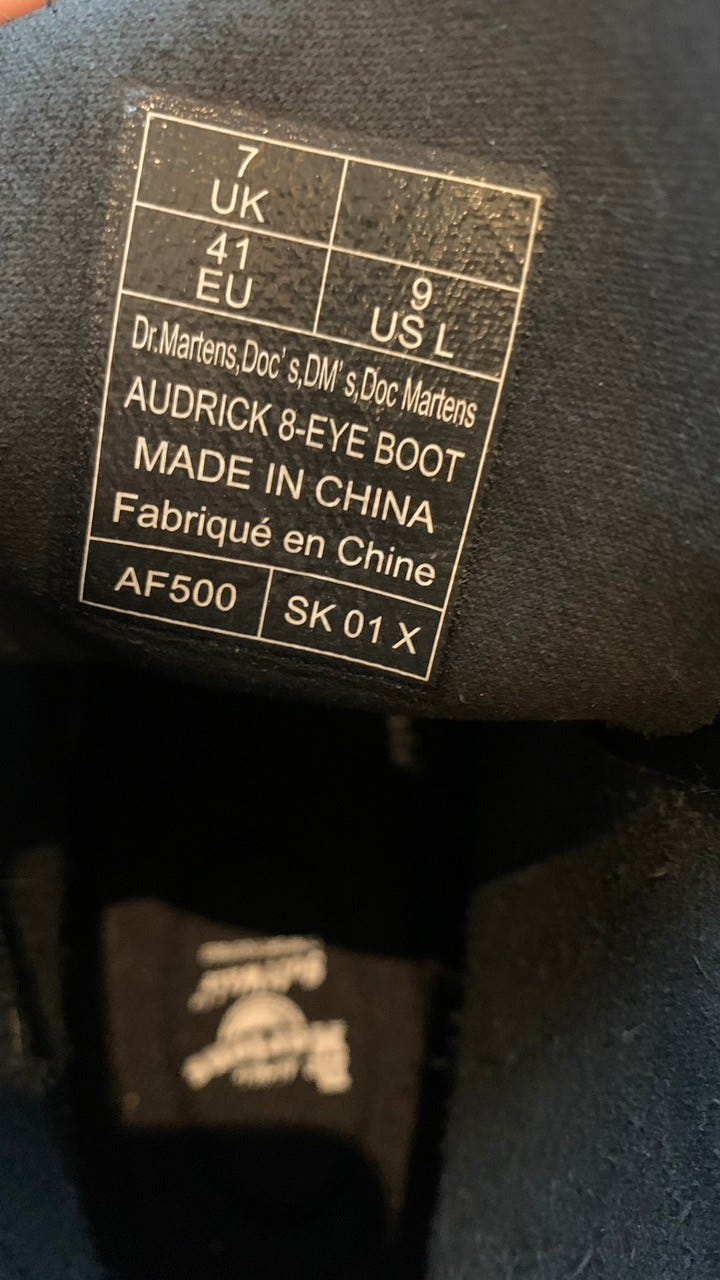 7
UK
41
EU
9
US L
Dr.Martens,Doc's,DM's,Doc Martens
AUDRICK 8-EYE BOOT
MADE IN CHINA
Fabriqué en Chine
AF500
SK 01 X